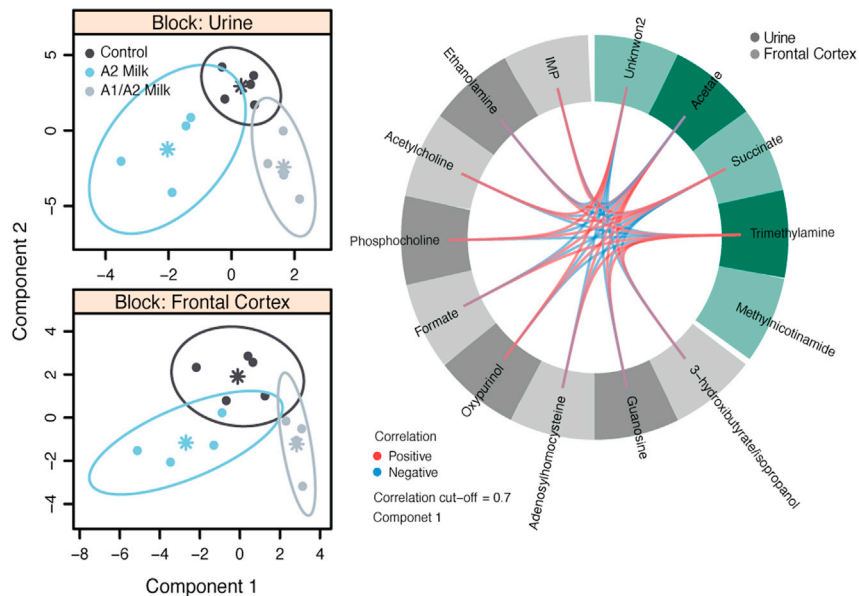 Block: Urine
Control
A2 Milk
A1/A2 Milk
5
0
−5
−4
−2
0
2
Block: Frontal Cortex
4
2
0
−2
−4
−8
−6
−4
−2
0
2
4
Component 1
Component 2
Urine
Frontal Cortex
IMP
Unknwon2
Acetate
Succinate
Trimethylamine
Methylnicotinamide
3−hydroxibutyrate/isopropanol
Guanosine
Adenosylhomocysteine
Oxypurinol
Formate
Phosphocholine
Acetylcholine
Ethanolamine
Correlation
Positive
Negative
Correlation cut−off = 0.7
Componet 1